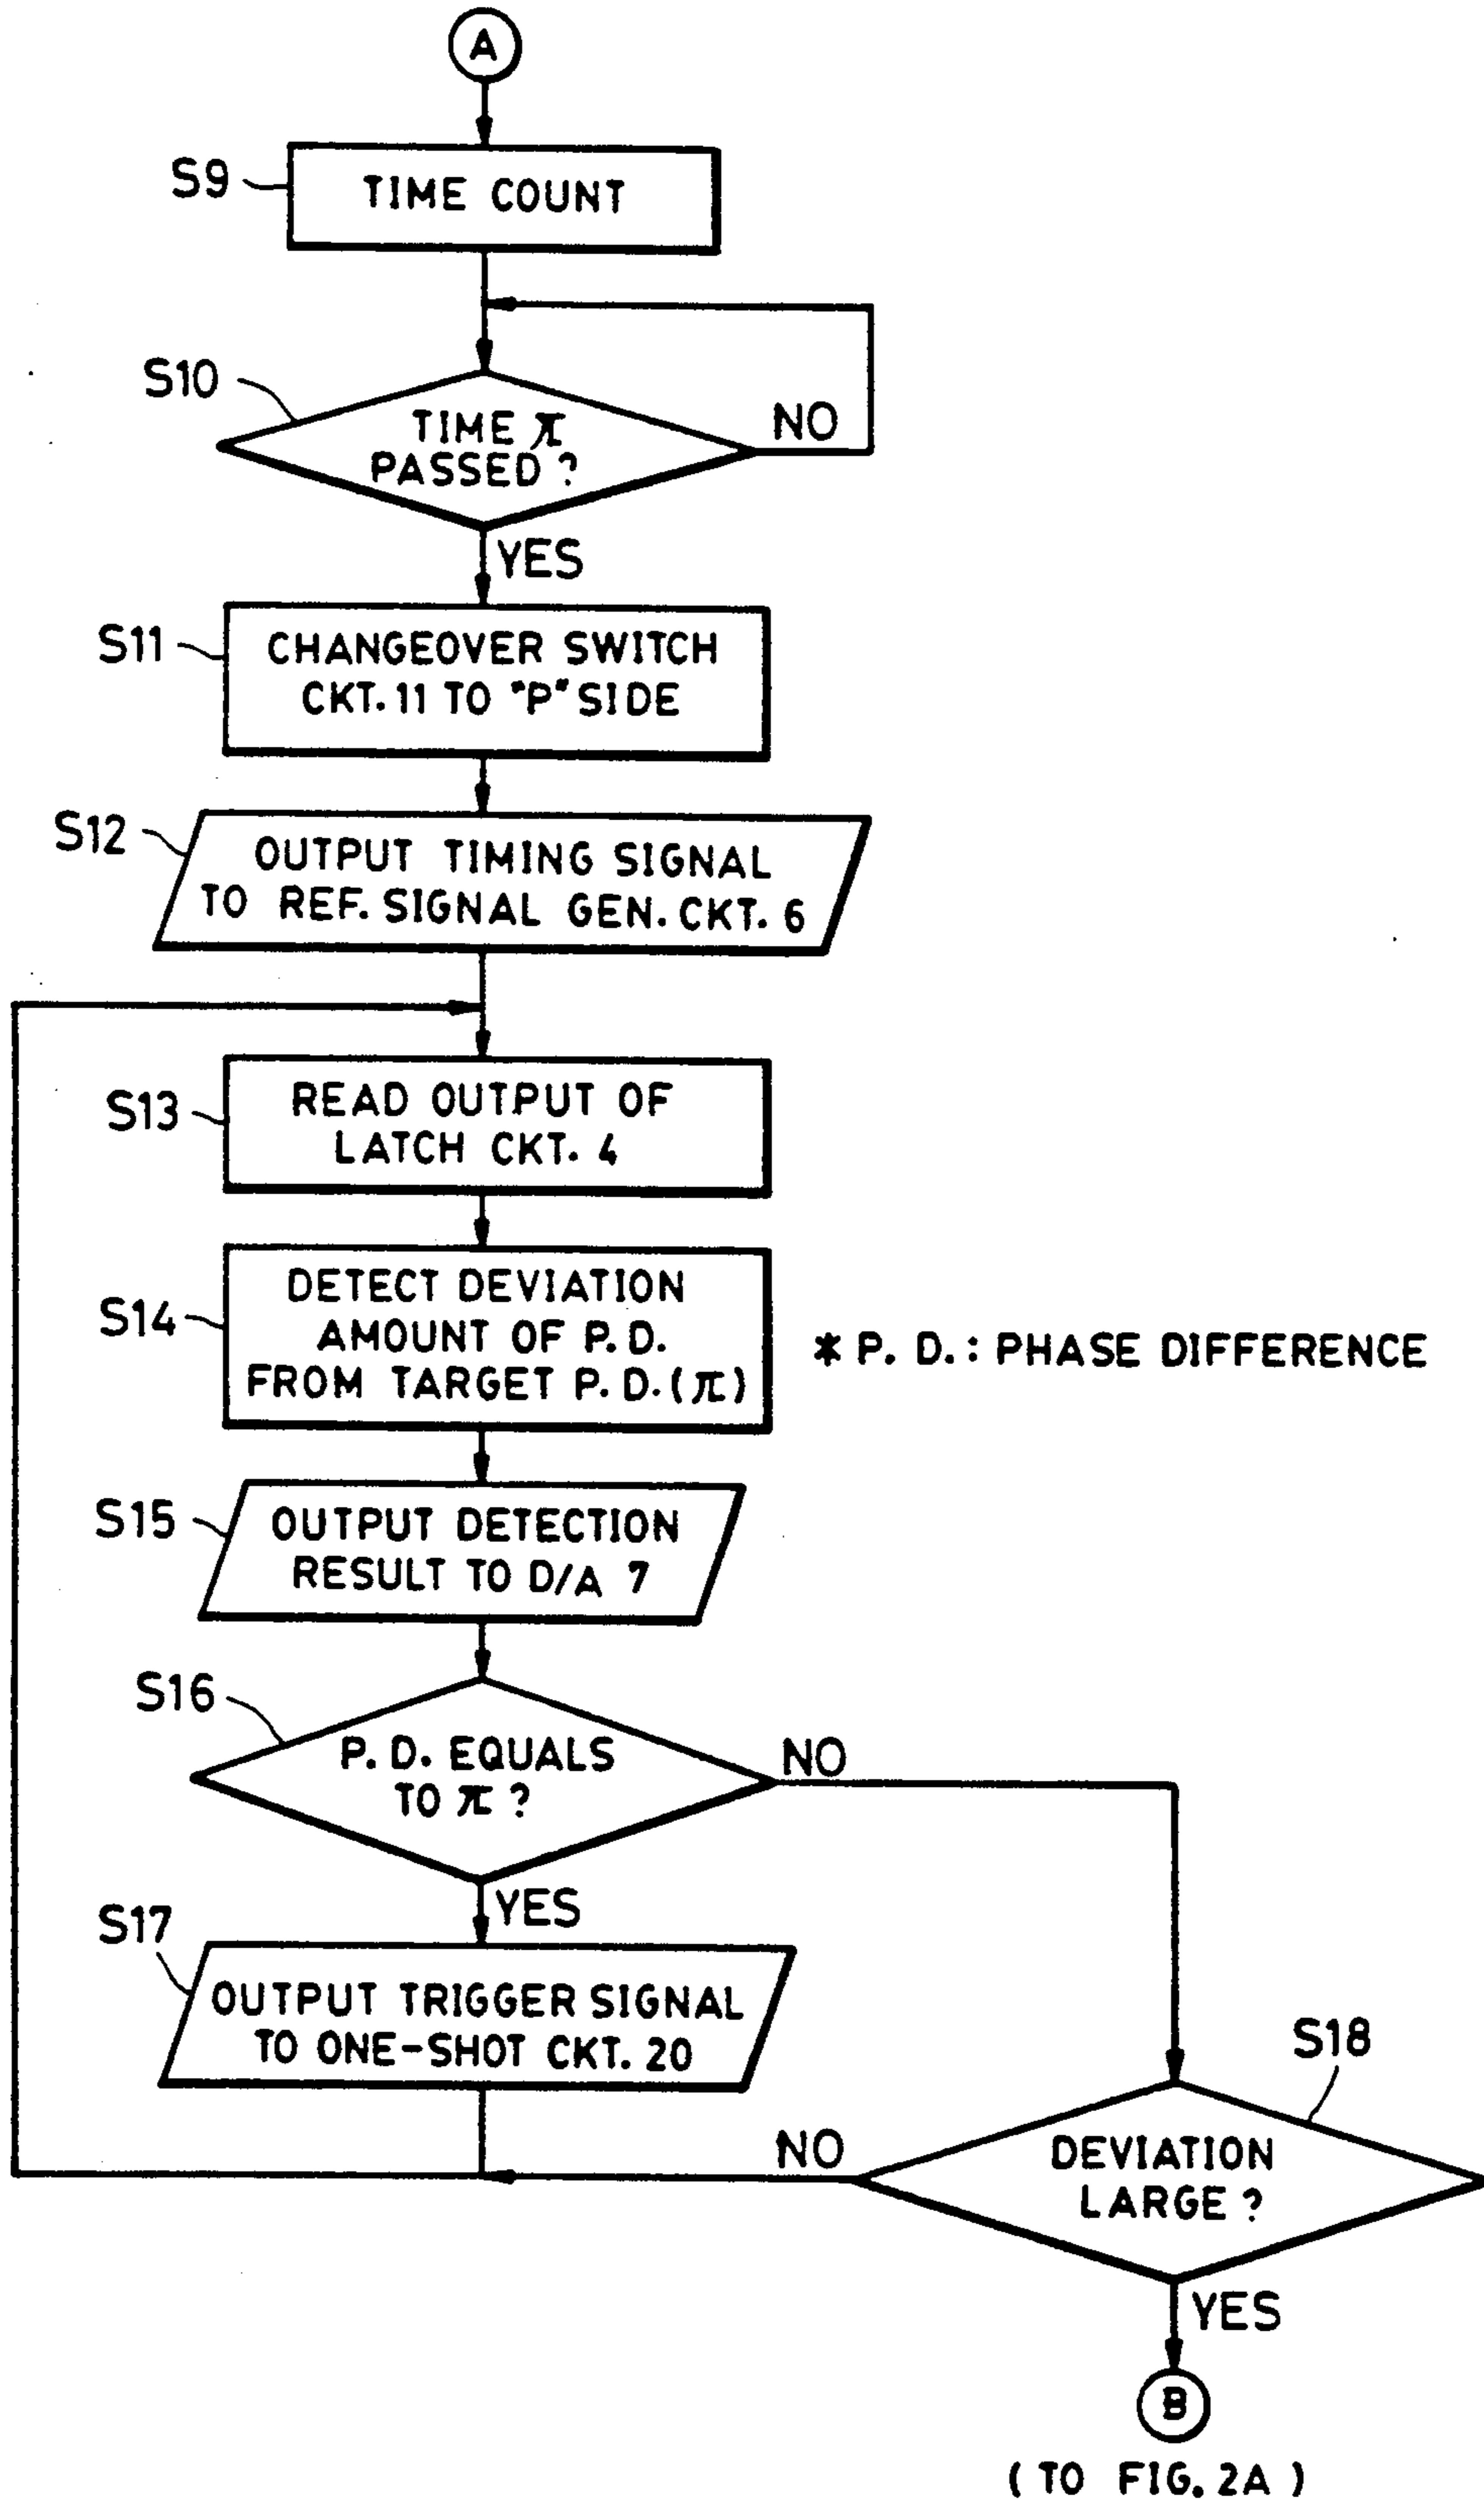 A
S9
TIME COUNT
S10
TIME π
PASSED?
NO
YES
S11
CHANGEOVER SWITCH
CKT. 11 TO "P" SIDE
S12
OUTPUT TIMING SIGNAL
TO REF. SIGNAL GEN. CKT. 6
S13
READ OUTPUT OF
LATCH CKT. 4
S14
DETECT DEVIATION
AMOUNT OF P. D.
FROM TARGET P. D. (π)
* P. D. : PHASE DIFFERENCE
S15
OUTPUT DETECTION
RESULT TO D/A 7
S16
P. D. EQUALS
TO π ?
NO
YES
S17
OUTPUT TRIGGER SIGNAL
TO ONE-SHOT CKT. 20
S18
DEVIATION
LARGE ?
NO
YES
B
( TO FIG. 2A )